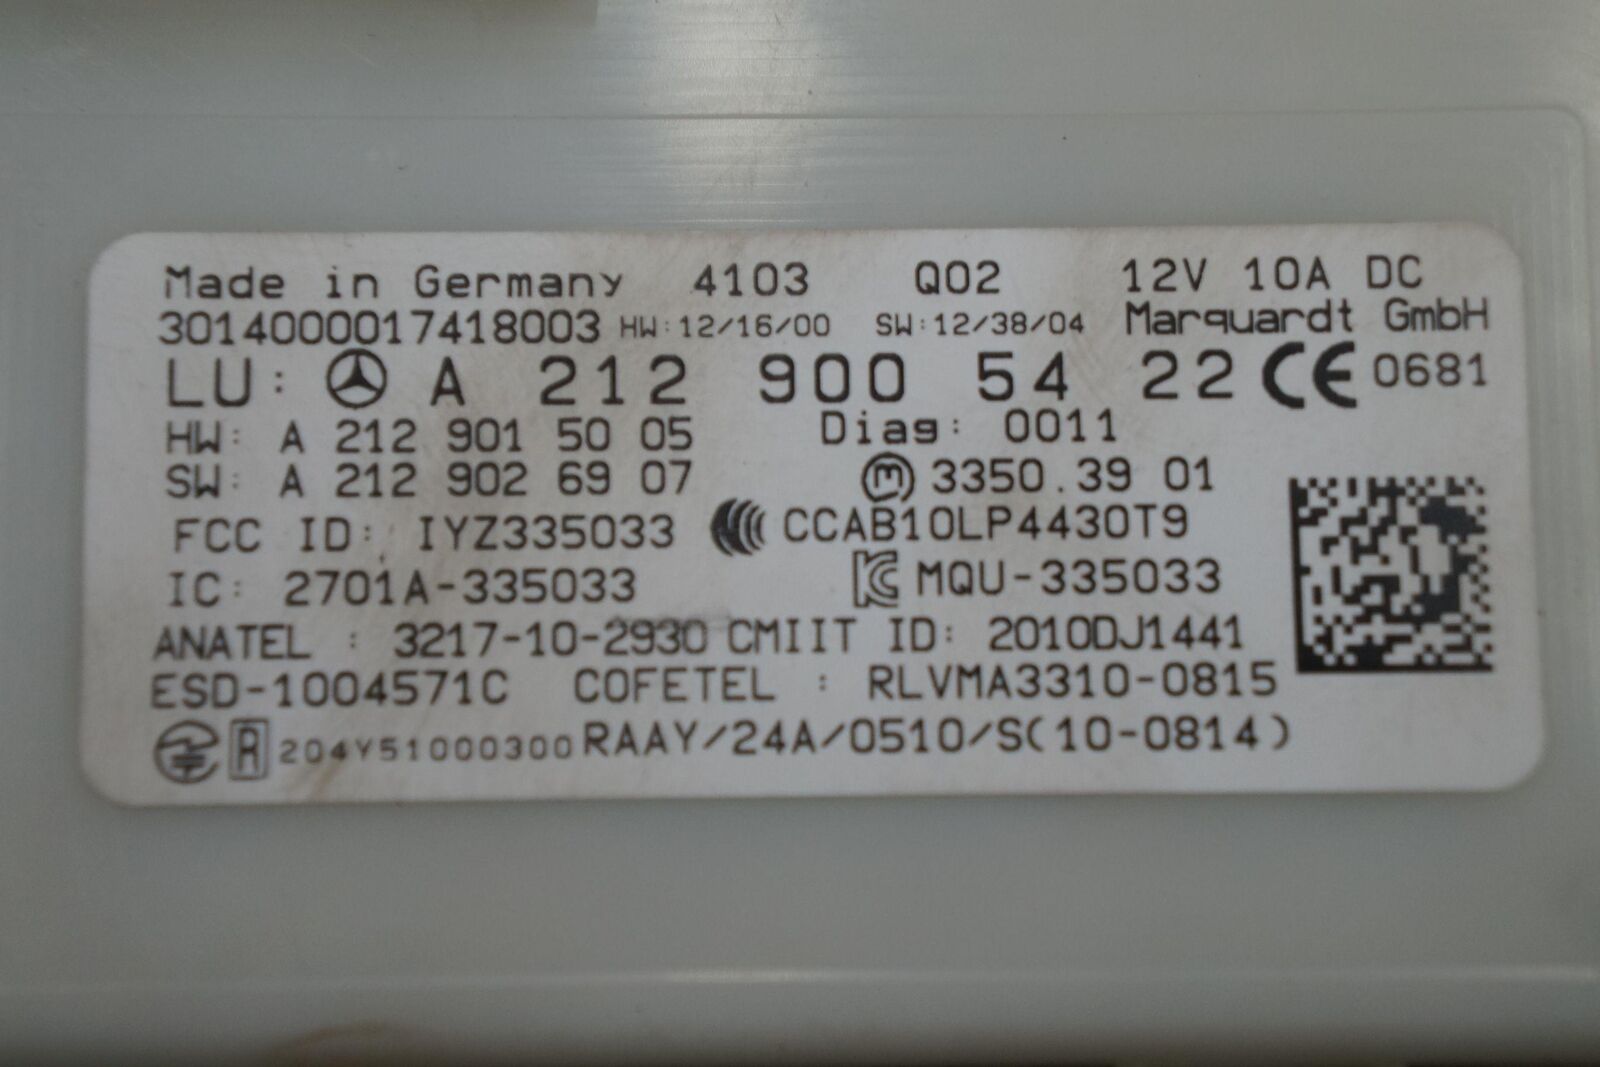 Made in Germany 4103 Q02 12V 10A DC
3014000017418003 HW:12/16/00 SW:12/38/04 Marquardt GmbH
LU: A 212 900 54 22 CE 0681
HW: A 212 901 50 05 Diag: 0011
SW: A 212 902 69 07 M 3350.39 01
FCC ID: IYZ335033 CCAB10LP4430T9
IC: 2701A-335033 KC MQU-335033
ANATEL : 3217-10-2930 CMIIT ID: 2010DJ1441
ESD-1004571C COFETEL : RLVMA3310-0815
R 204Y51000300 RAAY/24A/0510/S(10-0814)